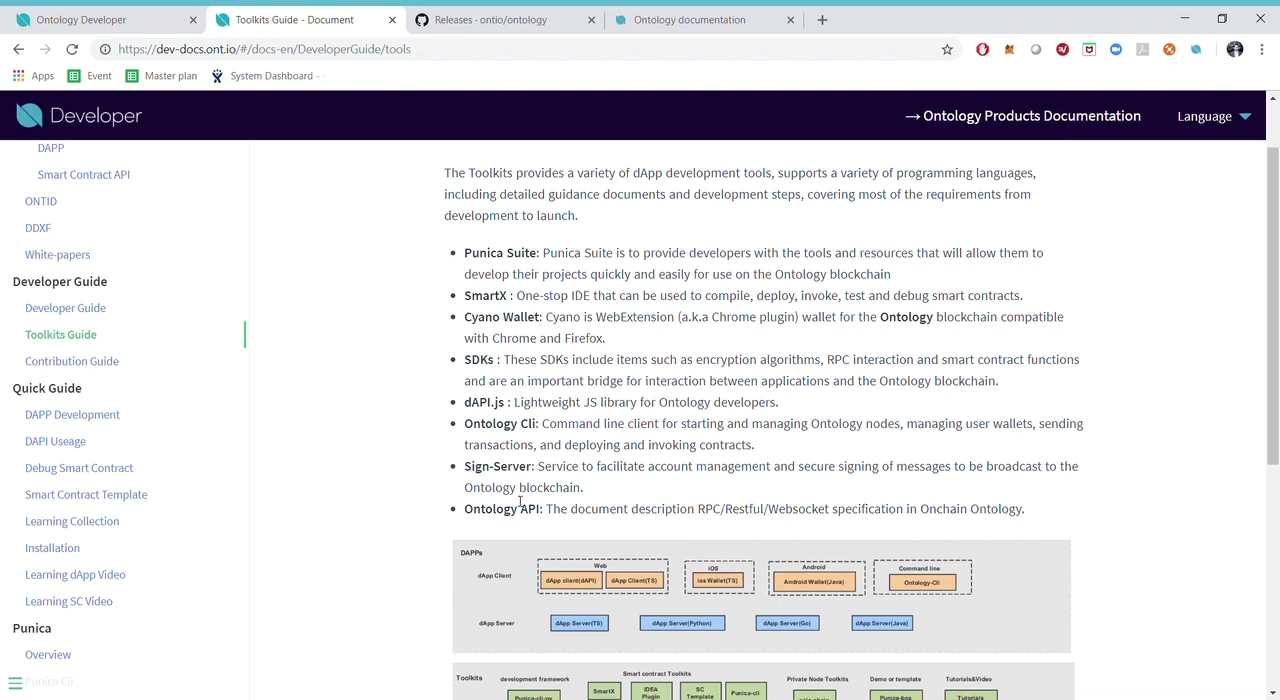 Ontology Developer
Toolkits Guide - Document
Releases · ontio/ontology
Ontology documentation
https://dev-docs.ont.io/#/docs-en/DeveloperGuide/tools
Apps
Event
Master plan
System Dashboard -
Developer
→ Ontology Products Documentation
Language
DAPP
Smart Contract API
ONTID
DDXF
White-papers
Developer Guide
Developer Guide
Toolkits Guide
Contribution Guide
Quick Guide
DAPP Development
DAPI Useage
Debug Smart Contract
Smart Contract Template
Learning Collection
Installation
Learning dApp Video
Learning SC Video
Punica
Overview
Punica Cli
The Toolkits provides a variety of dApp development tools, supports a variety of programming languages,
including detailed guidance documents and development steps, covering most of the requirements from
development to launch.
• Punica Suite: Punica Suite is to provide developers with the tools and resources that will allow them to
develop their projects quickly and easily for use on the Ontology blockchain
• SmartX : One-stop IDE that can be used to compile, deploy, invoke, test and debug smart contracts.
• Cyano Wallet: Cyano is WebExtension (a.k.a Chrome plugin) wallet for the Ontology blockchain compatible
with Chrome and Firefox.
• SDKs : These SDKs include items such as encryption algorithms, RPC interaction and smart contract functions
and are an important bridge for interaction between applications and the Ontology blockchain.
• dAPI.js : Lightweight JS library for Ontology developers.
• Ontology Cli: Command line client for starting and managing Ontology nodes, managing user wallets, sending
transactions, and deploying and invoking contracts.
• Sign-Server: Service to facilitate account management and secure signing of messages to be broadcast to the
Ontology blockchain.
• Ontology API: The document description RPC/Restful/Websocket specification in Onchain Ontology.
DAPPs
Web
iOS
Android
Command line
dApp Client
dApp client(dAPI)
dApp Client(TS)
ios Wallet(TS)
Android Wallet(Java)
Ontology-Cli
dApp Server
dApp Server(TS)
dApp Server(Python)
dApp Server(Go)
dApp Server(Java)
Toolkits
development framework
Smart contract Toolkits
Private Node Toolkits
Demo or template
Tutorials&Video
Punica-cli-py
SmartX
IDEA
Plugin
SC
Template
Punica-cli
Punica-box
Tutorials